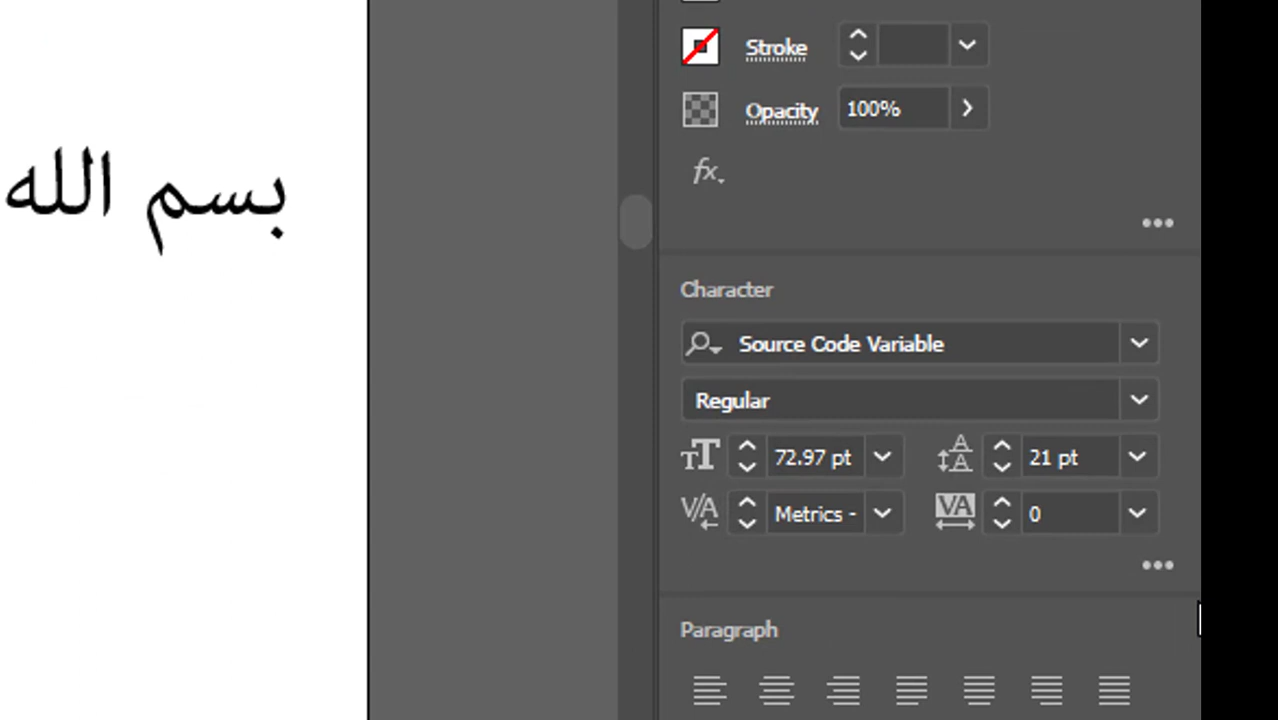 بسم الله
Stroke
Opacity 100%
fx
Character
Source Code Variable
Regular
72.97 pt 21 pt
Metrics - 0
Paragraph